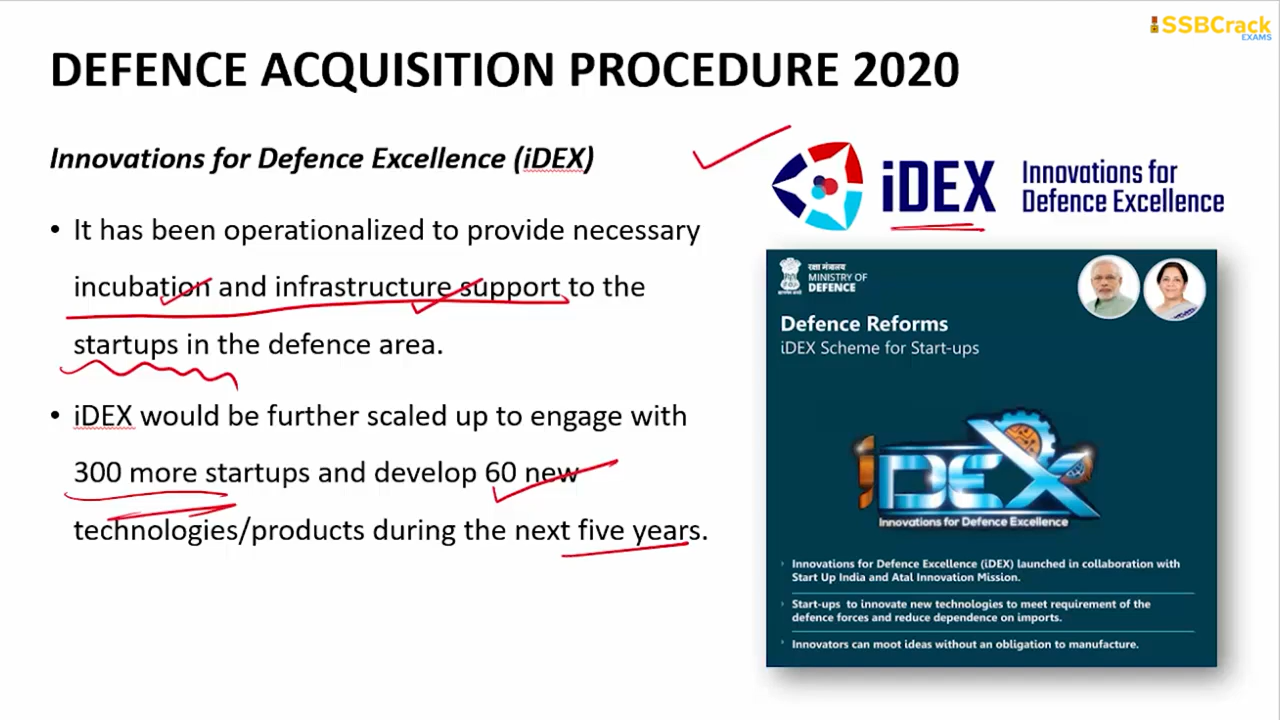 SSBCrack
EXAMS
DEFENCE ACQUISITION PROCEDURE 2020
Innovations for Defence Excellence (iDEX)
• It has been operationalized to provide necessary
incubation and infrastructure support to the
startups in the defence area.
• iDEX would be further scaled up to engage with
300 more startups and develop 60 new
technologies/products during the next five years.
iDEX
Innovations for
Defence Excellence
रक्षा मंत्रालय
MINISTRY OF
DEFENCE
Defence Reforms
iDEX Scheme for Start-ups
iDEX
Innovations for Defence Excellence
Innovations for Defence Excellence (iDEX) launched in collaboration with
Start Up India and Atal Innovation Mission.
Start-ups to innovate new technologies to meet requirement of the
defence forces and reduce dependence on imports.
Innovators can moot ideas without an obligation to manufacture.